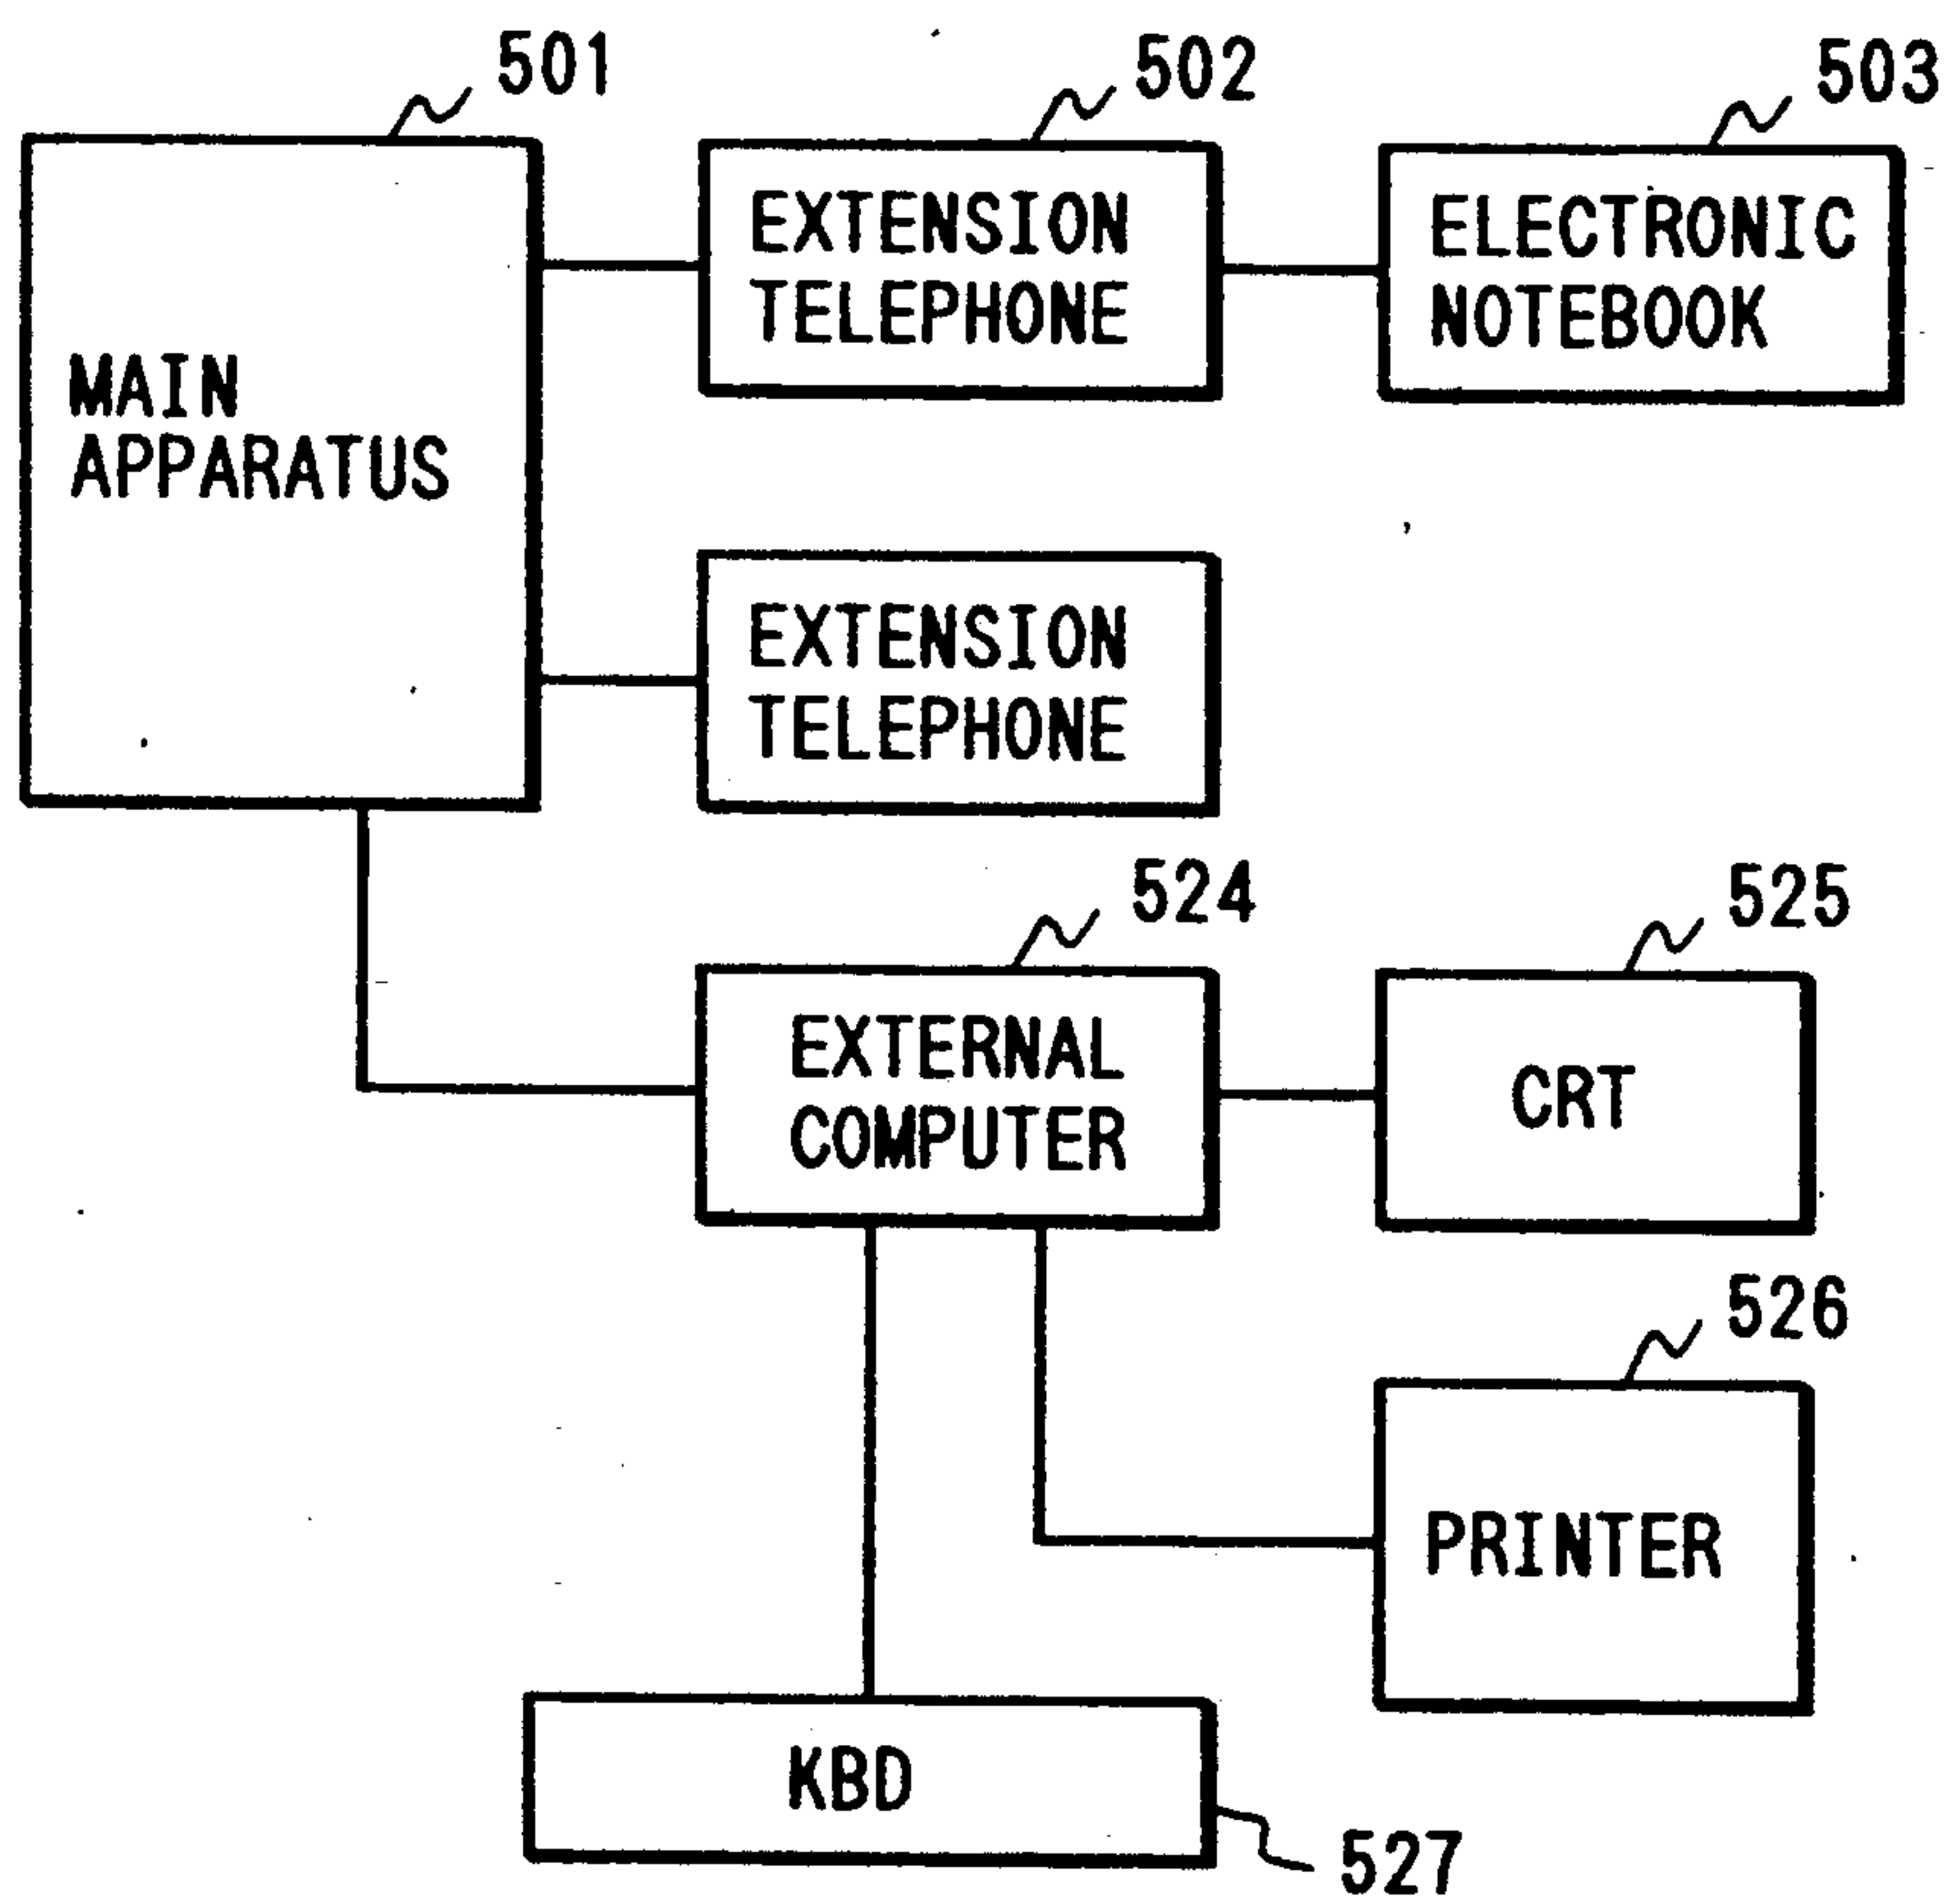 501
502
503
MAIN
APPARATUS
EXTENSION
TELEPHONE
ELECTRONIC
NOTEBOOK
EXTENSION
TELEPHONE
524
525
EXTERNAL
COMPUTER
CRT
526
PRINTER
KBD
527